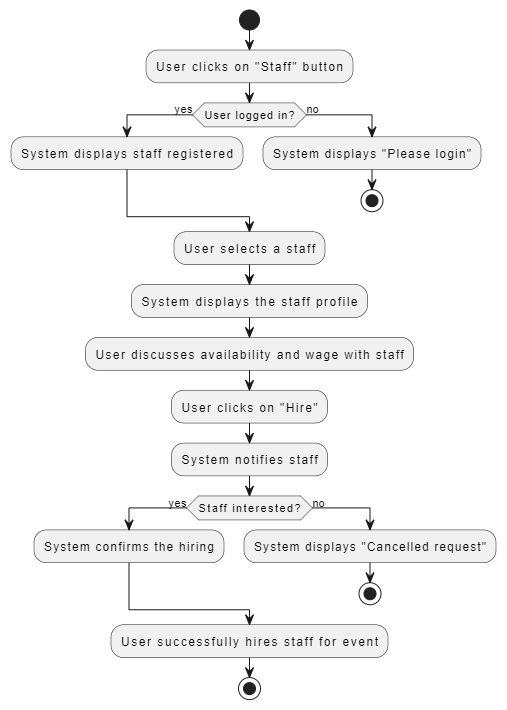 User clicks on "Staff" button
yes
User logged in?
no
System displays staff registered
System displays "Please login"
User selects a staff
System displays the staff profile
User discusses availability and wage with staff
User clicks on "Hire"
System notifies staff
yes
Staff interested?
no
System confirms the hiring
System displays "Cancelled request"
User successfully hires staff for event